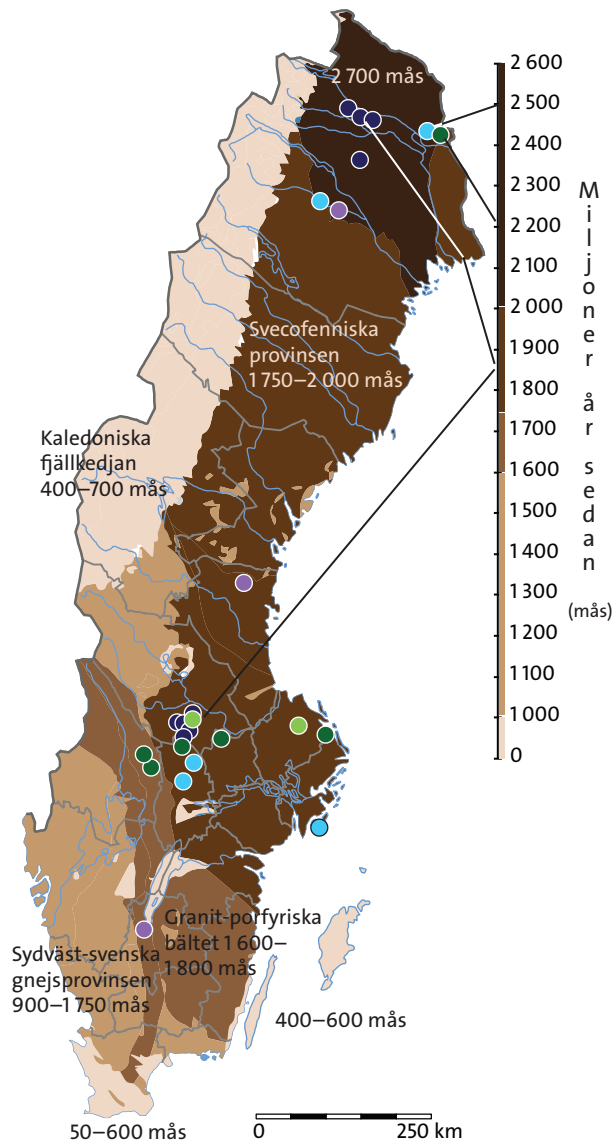 2 700 mås
Svecofenniska
provinsen
1 750–2 000 mås
Kaledoniska
fjällkedjan
400–700 mås
Granit-porfyriska
bältet 1 600–
1 800 mås
Sydväst-svenska
gnejsprovinsen
900–1 750 mås
400–600 mås
50–600 mås
0 250 km
2 600
2 500
2 400
2 300
2 200
2 100
2 000
1 900
1 800
1 700
1 600
1 500
1 400
1 300
1 200
1 100
1 000
0
Miljoner år sedan
(mås)